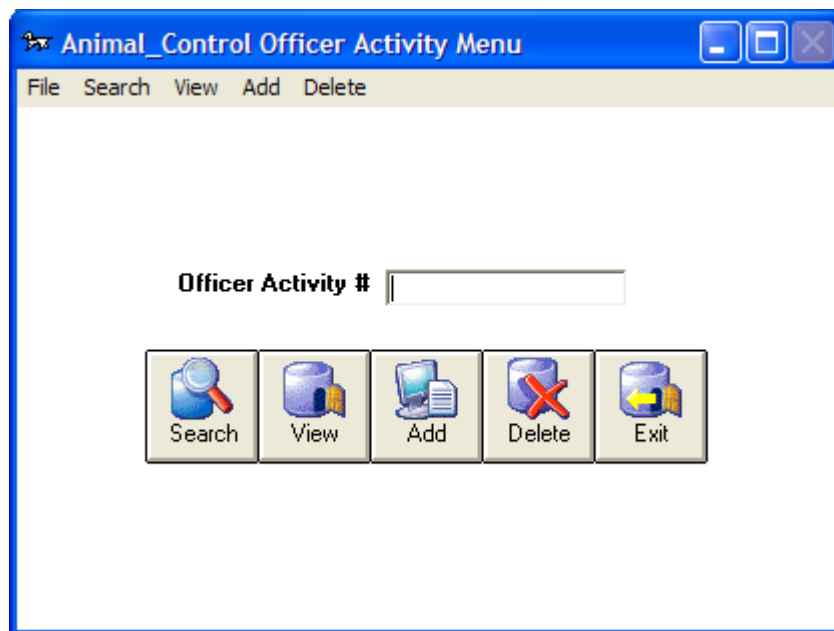 Animal_Control Officer Activity Menu
File Search View Add Delete
Officer Activity #
Search View Add Delete Exit